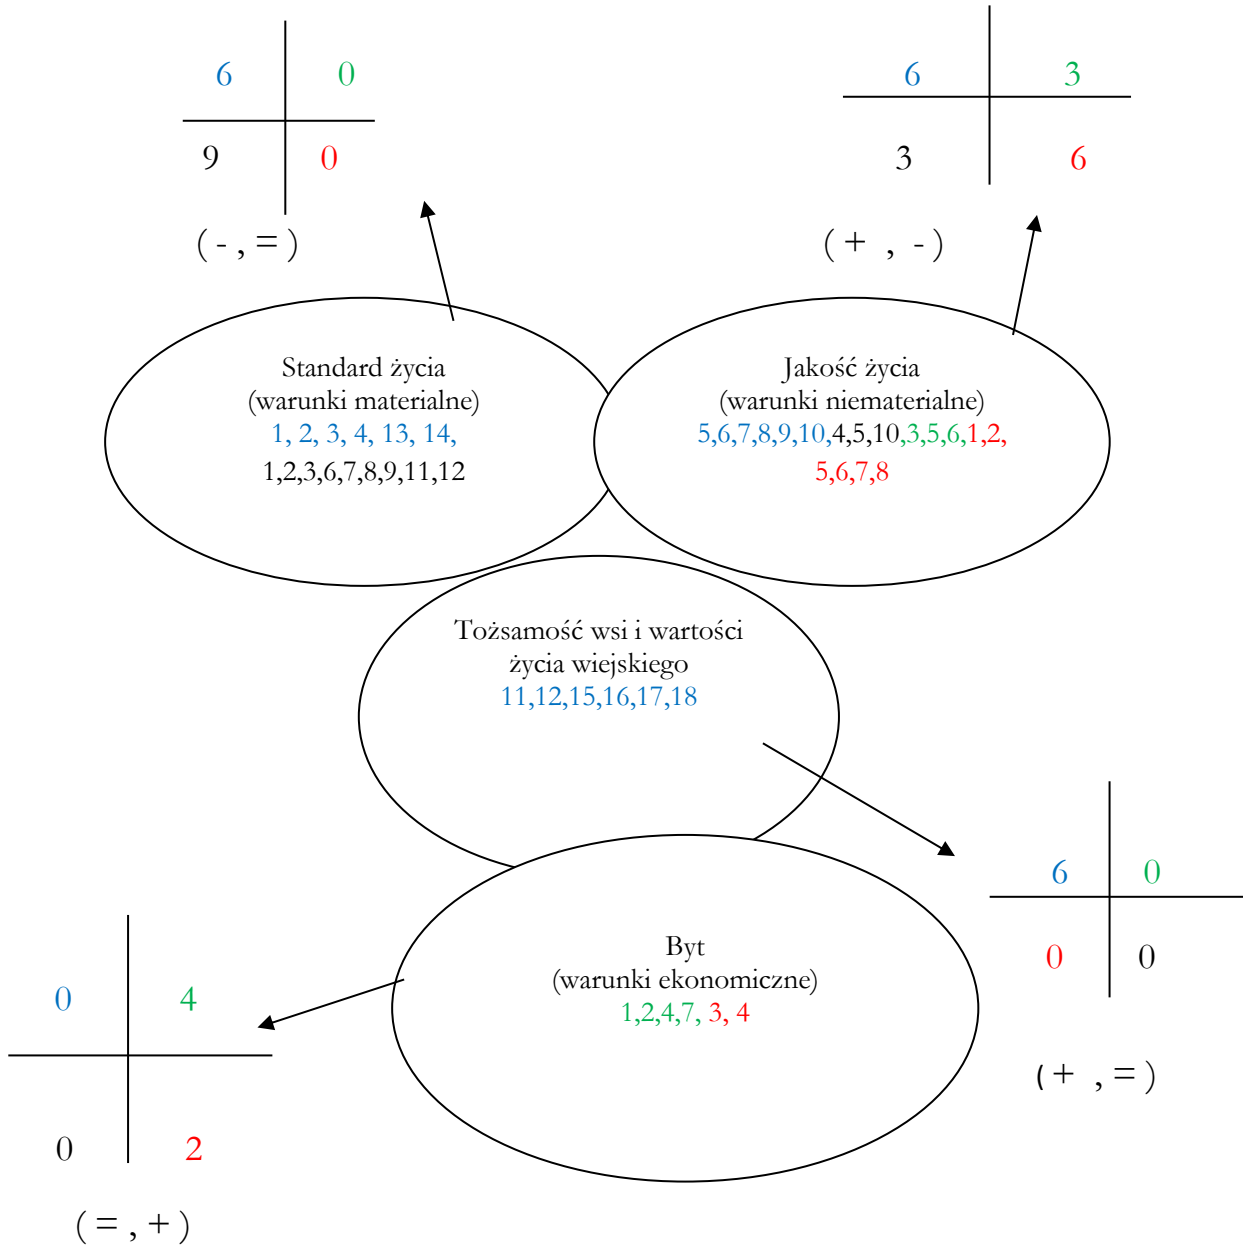 6 0
9 0
( - , = )
6 3
3 6
( + , - )
Standard życia
(warunki materialne)
1, 2, 3, 4, 13, 14,
1,2,3,6,7,8,9,11,12
Jakość życia
(warunki niematerialne)
5,6,7,8,9,10,4,5,10,3,5,6,1,2,
5,6,7,8
Tożsamość wsi i wartości
życia wiejskiego
11,12,15,16,17,18
6 0
0 0
( + , = )
Byt
(warunki ekonomiczne)
1,2,4,7, 3, 4
0 4
0 2
( = , + )